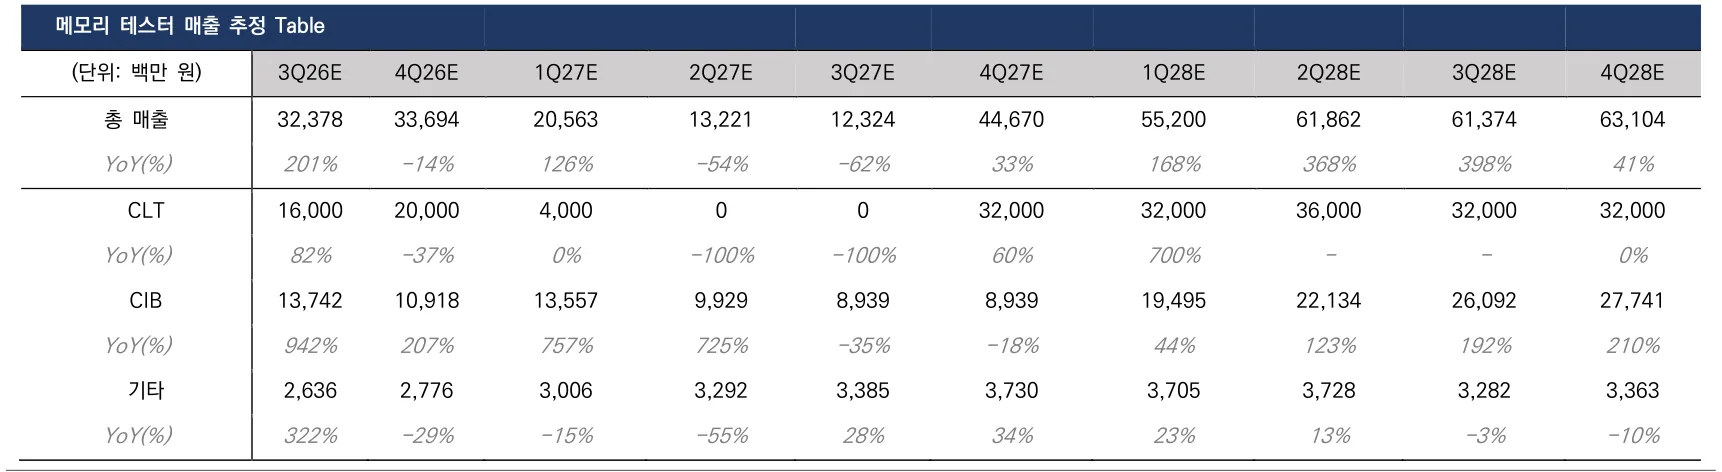 메모리 테스터 매출 추정 Table
(단위: 백만 원) 3Q26E 4Q26E 1Q27E 2Q27E 3Q27E 4Q27E 1Q28E 2Q28E 3Q28E 4Q28E
총 매출 32,378 33,694 20,563 13,221 12,324 44,670 55,200 61,862 61,374 63,104
YoY(%) 201% -14% 126% -54% -62% 33% 168% 368% 398% 41%
CLT 16,000 20,000 4,000 0 0 32,000 32,000 36,000 32,000 32,000
YoY(%) 82% -37% 0% -100% -100% 60% 700% - - 0%
CIB 13,742 10,918 13,557 9,929 8,939 8,939 19,495 22,134 26,092 27,741
YoY(%) 942% 207% 757% 725% -35% -18% 44% 123% 192% 210%
기타 2,636 2,776 3,006 3,292 3,385 3,730 3,705 3,728 3,282 3,363
YoY(%) 322% -29% -15% -55% 28% 34% 23% 13% -3% -10%